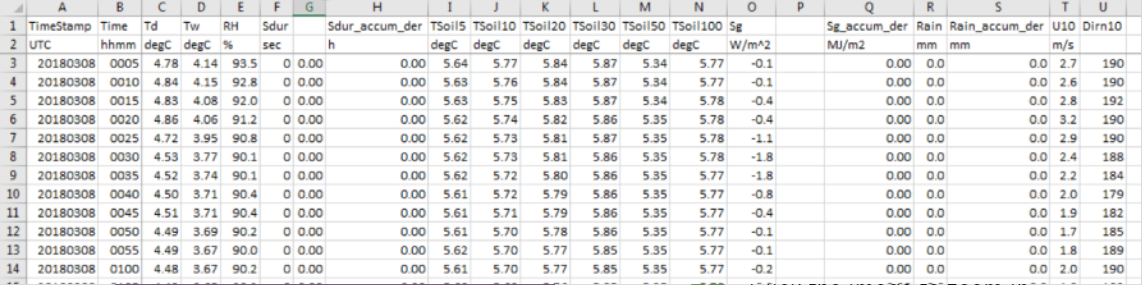 A B C D E F G H I J K L M N O P Q R S T U
1 TimeStamp Time Td Tw RH Sdur Sdur_accum_der TSoil5 TSoil10 TSoil20 TSoil30 TSoil50 TSoil100 Sg Sg_accum_der Rain Rain_accum_der U10 Dirn10
2 UTC hhmm degC degC % sec h degC degC degC degC degC degC W/m^2 MJ/m2 mm mm m/s
3 20180308 0005 4.78 4.14 93.5 0 0.00 0.00 5.64 5.77 5.84 5.87 5.34 5.77 -0.1 0.00 0.0 0.0 2.7 190
4 20180308 0010 4.84 4.15 92.8 0 0.00 0.00 5.63 5.76 5.84 5.87 5.34 5.77 -0.1 0.00 0.0 0.0 2.6 190
5 20180308 0015 4.83 4.08 92.0 0 0.00 0.00 5.63 5.75 5.83 5.87 5.34 5.78 -0.4 0.00 0.0 0.0 2.8 192
6 20180308 0020 4.86 4.06 91.2 0 0.00 0.00 5.62 5.74 5.82 5.86 5.35 5.78 -0.4 0.00 0.0 0.0 3.2 190
7 20180308 0025 4.72 3.95 90.8 0 0.00 0.00 5.62 5.73 5.81 5.87 5.35 5.78 -1.1 0.00 0.0 0.0 2.9 190
8 20180308 0030 4.53 3.77 90.1 0 0.00 0.00 5.62 5.73 5.81 5.86 5.35 5.78 -1.8 0.00 0.0 0.0 2.4 188
9 20180308 0035 4.52 3.74 90.1 0 0.00 0.00 5.62 5.72 5.80 5.86 5.35 5.77 -1.8 0.00 0.0 0.0 2.2 184
10 20180308 0040 4.50 3.71 90.4 0 0.00 0.00 5.61 5.72 5.79 5.86 5.35 5.77 -0.8 0.00 0.0 0.0 2.0 179
11 20180308 0045 4.51 3.71 90.4 0 0.00 0.00 5.61 5.71 5.79 5.86 5.35 5.77 -0.4 0.00 0.0 0.0 1.9 182
12 20180308 0050 4.49 3.69 90.2 0 0.00 0.00 5.61 5.70 5.78 5.86 5.35 5.77 -0.1 0.00 0.0 0.0 1.7 185
13 20180308 0055 4.49 3.67 90.0 0 0.00 0.00 5.62 5.70 5.77 5.85 5.35 5.77 -0.1 0.00 0.0 0.0 1.8 189
14 20180308 0100 4.48 3.67 90.2 0 0.00 0.00 5.61 5.70 5.77 5.85 5.35 5.77 -0.2 0.00 0.0 0.0 2.0 190